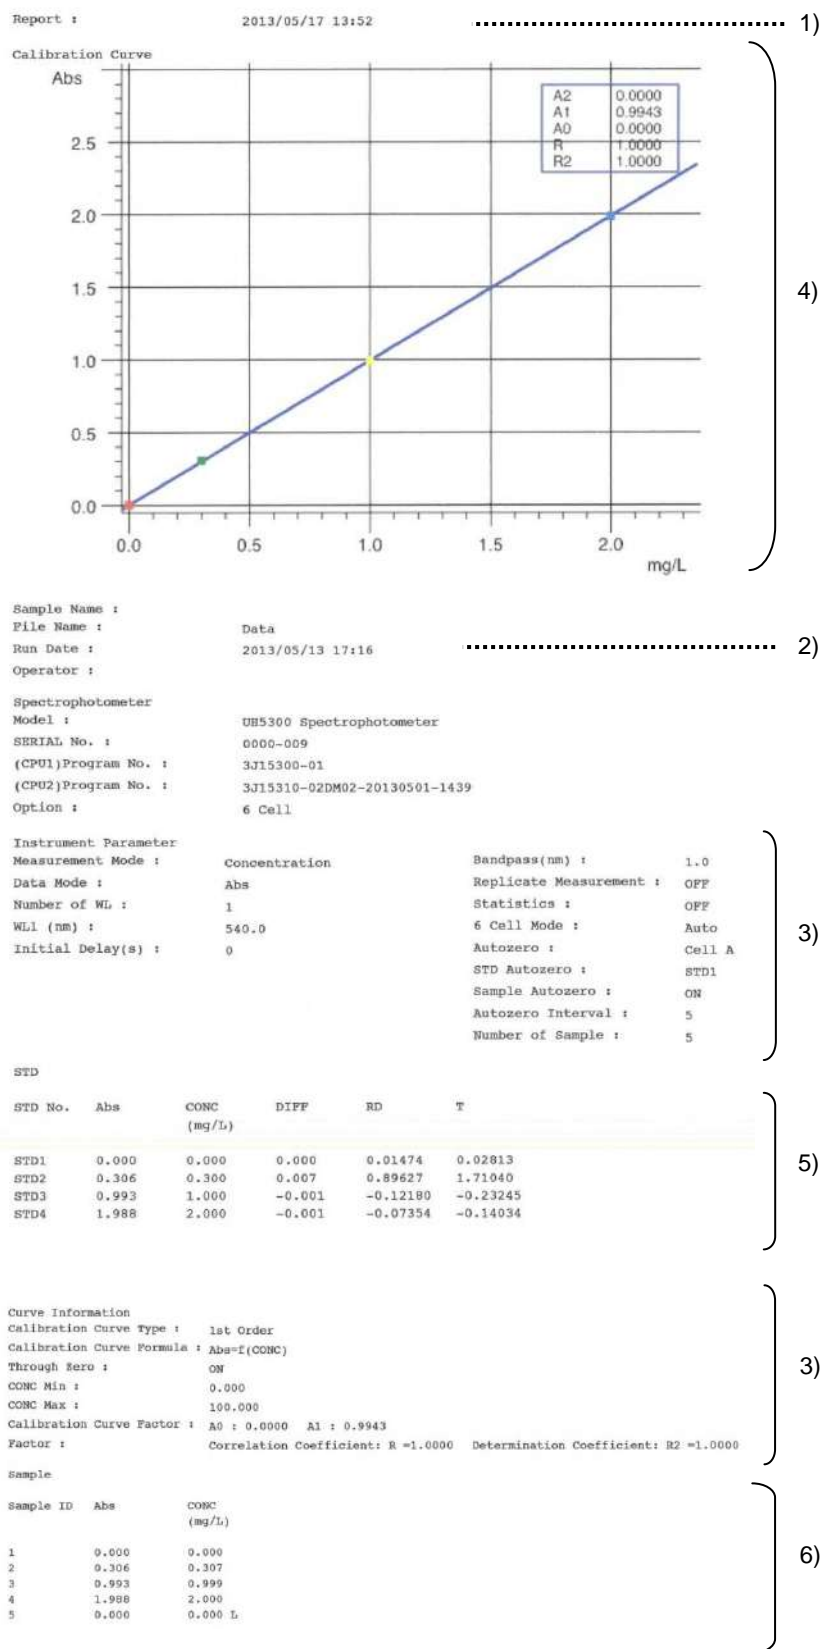 Report : 2013/05/17 13:52 1)
Calibration Curve
Abs
A2 0.0000
A1 0.9943
A0 0.0000
R 1.0000
R2 1.0000
2.5
2.0
1.5
1.0
0.5
0.0
0.0 0.5 1.0 1.5 2.0
mg/L
4)
Sample Name :
File Name : Data
Run Date : 2013/05/13 17:16 2)
Operator :
Spectrophotometer
Model : UH5300 Spectrophotometer
SERIAL No. : 0000-009
(CPU1)Program No. : 3J15300-01
(CPU2)Program No. : 3J15310-02DM02-20130501-1439
Option : 6 Cell
Instrument Parameter
Measurement Mode : Concentration Bandpass(nm) : 1.0
Data Mode : Abs Replicate Measurement : OFF
Number of WL : 1 Statistics : OFF
WL1 (nm) : 540.0 6 Cell Mode : Auto
Initial Delay(s) : 0 Autozero : Cell A
STD Autozero : STD1
Sample Autozero : ON
Autozero Interval : 5
Number of Sample : 5
3)
STD
STD No. Abs CONC DIFF RD T
(mg/L)
STD1 0.000 0.000 0.000 0.01474 0.02813
STD2 0.306 0.300 0.007 0.89627 1.71040
STD3 0.993 1.000 -0.001 -0.12180 -0.23245
STD4 1.988 2.000 -0.001 -0.07354 -0.14034
5)
Curve Information
Calibration Curve Type : 1st Order
Calibration Curve Formula : Abs=f(CONC)
Through Zero : ON
CONC Min : 0.000
CONC Max : 100.000
Calibration Curve Factor : A0 : 0.0000 A1 : 0.9943
Factor : Correlation Coefficient: R =1.0000 Determination Coefficient: R2 =1.0000
3)
Sample
Sample ID Abs CONC
(mg/L)
1 0.000 0.000
2 0.306 0.307
3 0.993 0.999
4 1.988 2.000
5 0.000 0.000 L
6)